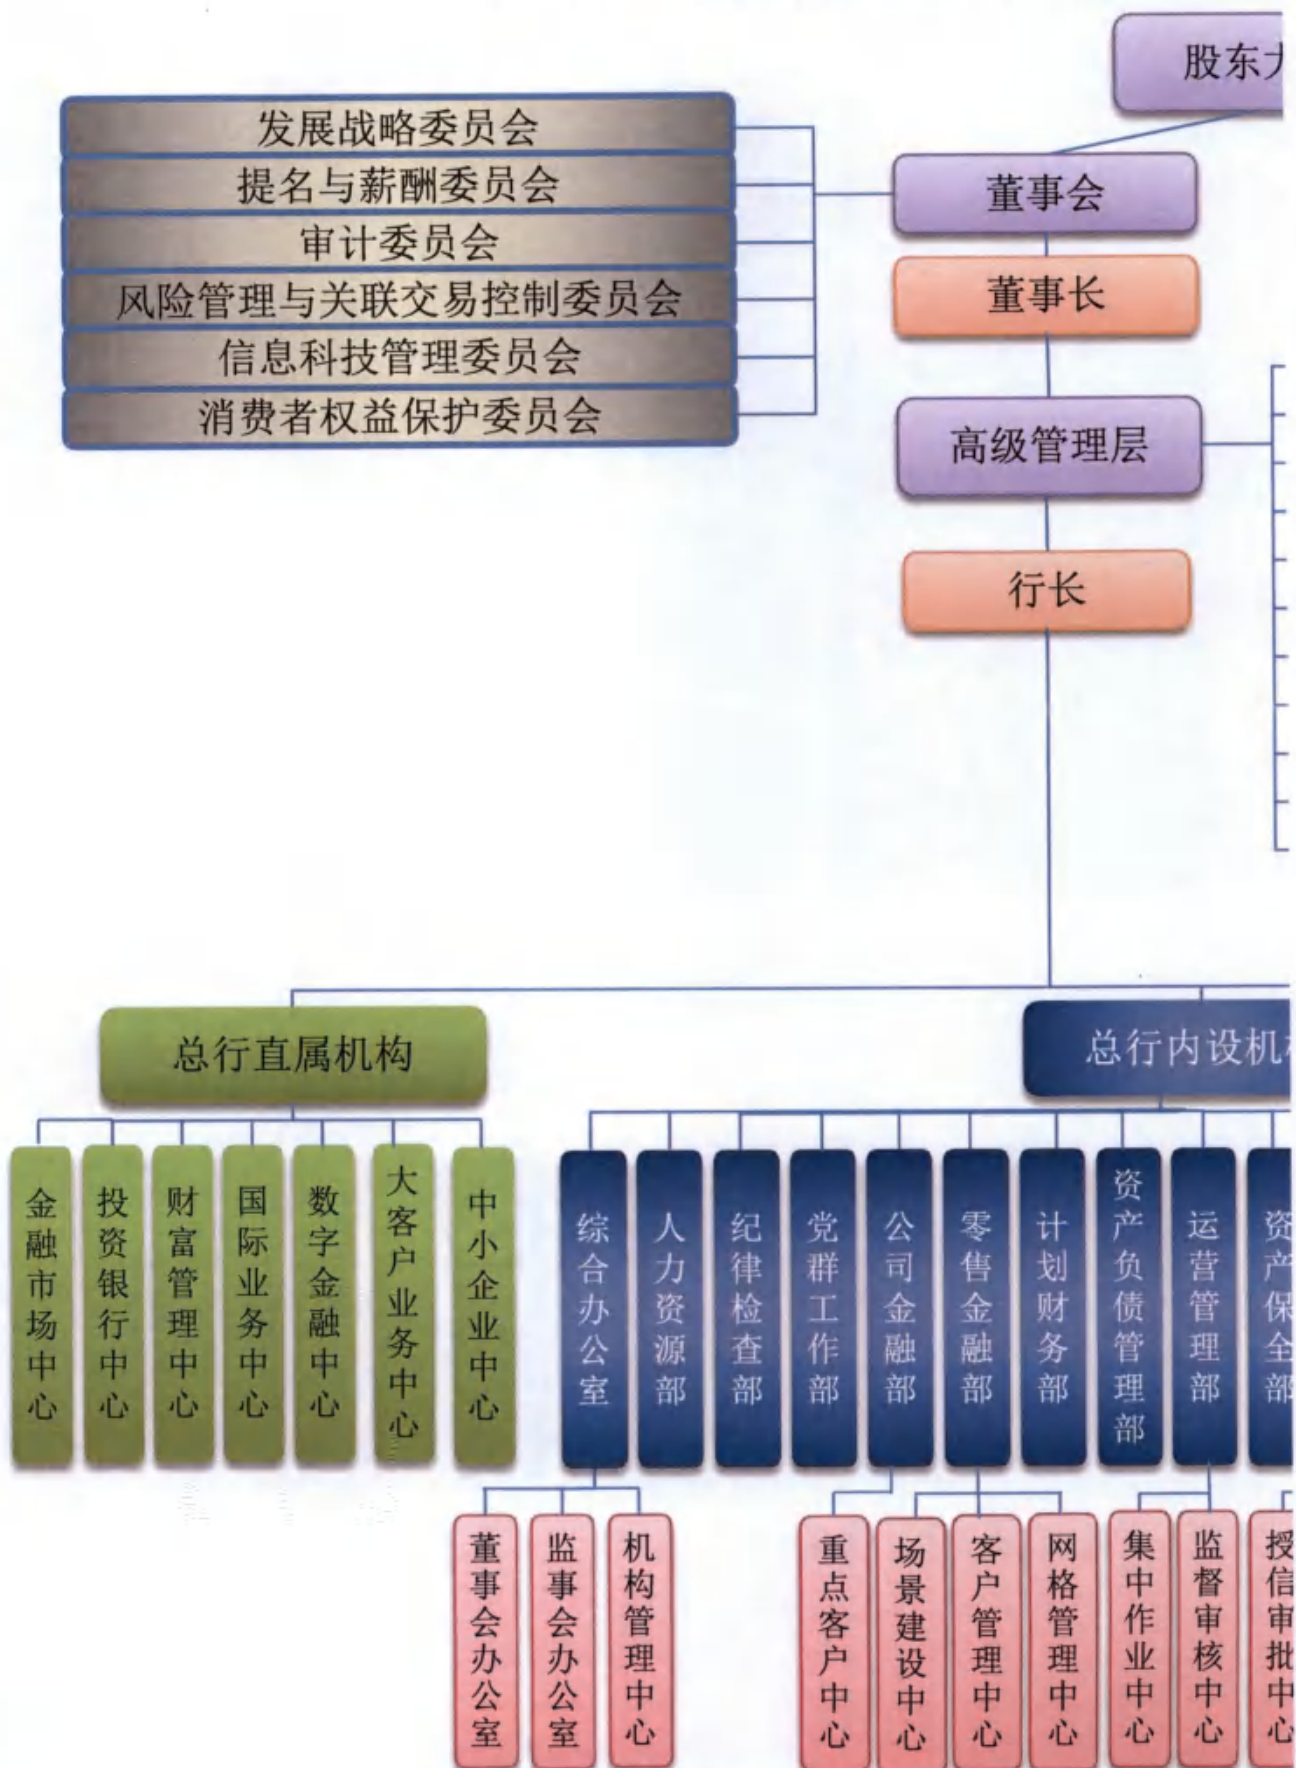 股东大
发展战略委员会
提名与薪酬委员会
审计委员会
风险管理与关联交易控制委员会
信息科技管理委员会
消费者权益保护委员会
董事会
董事长
高级管理层
行长
总行直属机构
总行内设机
金融市场中心
投资银行中心
财富管理中心
国际业务中心
数字金融中心
大客户业务中心
中小企业中心
综合办公室
人力资源部
纪律检查部
党群工作部
公司金融部
零售金融部
计划财务部
资产负债管理部
运营管理部
资产保全部
董事会办公室
监事会办公室
机构管理中心
重点客户中心
场景建设中心
客户管理中心
网格管理中心
集中作业中心
监督审核中心
授信审批中心